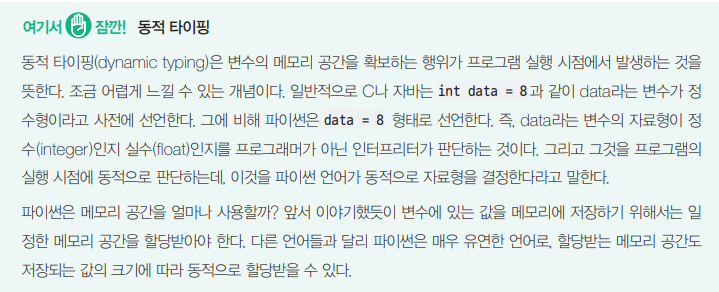 여기서 잠깐! 동적 타이핑
동적 타이핑(dynamic typing)은 변수의 메모리 공간을 확보하는 행위가 프로그램 실행 시점에서 발생하는 것을
뜻한다. 조금 어렵게 느낄 수 있는 개념이다. 일반적으로 C나 자바는 int data = 8과 같이 data라는 변수가 정
수형이라고 사전에 선언한다. 그에 비해 파이썬은 data = 8 형태로 선언한다. 즉, data라는 변수의 자료형이 정
수(integer)인지 실수(float)인지를 프로그래머가 아닌 인터프리터가 판단하는 것이다. 그리고 그것을 프로그램의
실행 시점에 동적으로 판단하는데, 이것을 파이썬 언어가 동적으로 자료형을 결정한다라고 말한다.
파이썬은 메모리 공간을 얼마나 사용할까? 앞서 이야기했듯이 변수에 있는 값을 메모리에 저장하기 위해서는 일
정한 메모리 공간을 할당받아야 한다. 다른 언어들과 달리 파이썬은 매우 유연한 언어로, 할당받는 메모리 공간도
저장되는 값의 크기에 따라 동적으로 할당받을 수 있다.